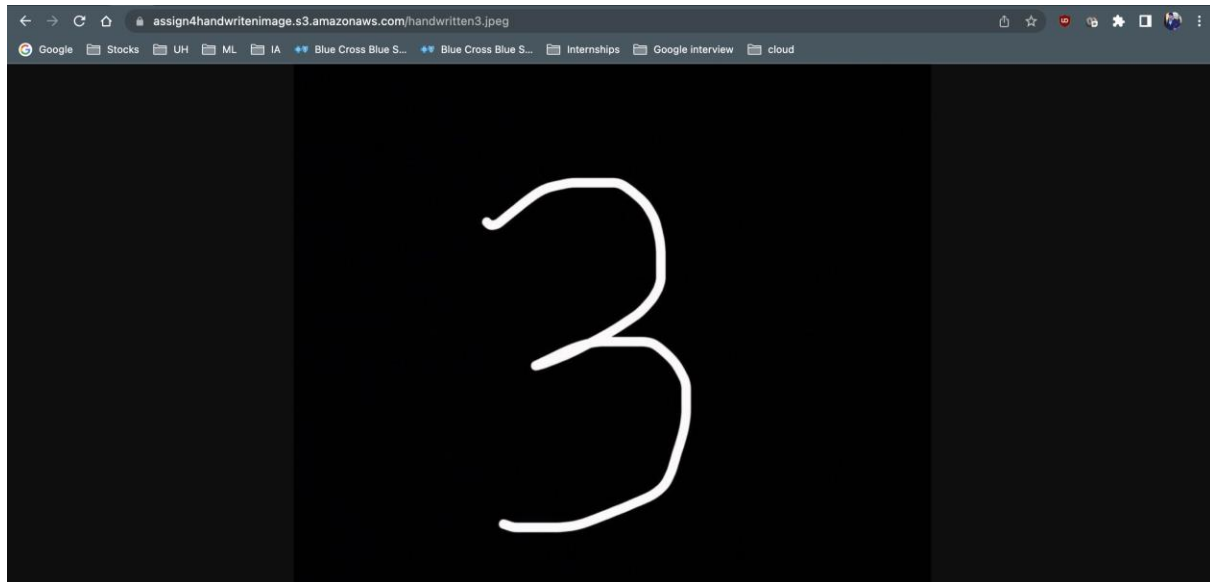 assign4handwritenimage.s3.amazonaws.com/handwritten3.jpeg
Google Stocks UH ML IA Blue Cross Blue S... Blue Cross Blue S... Internships Google interview cloud
3